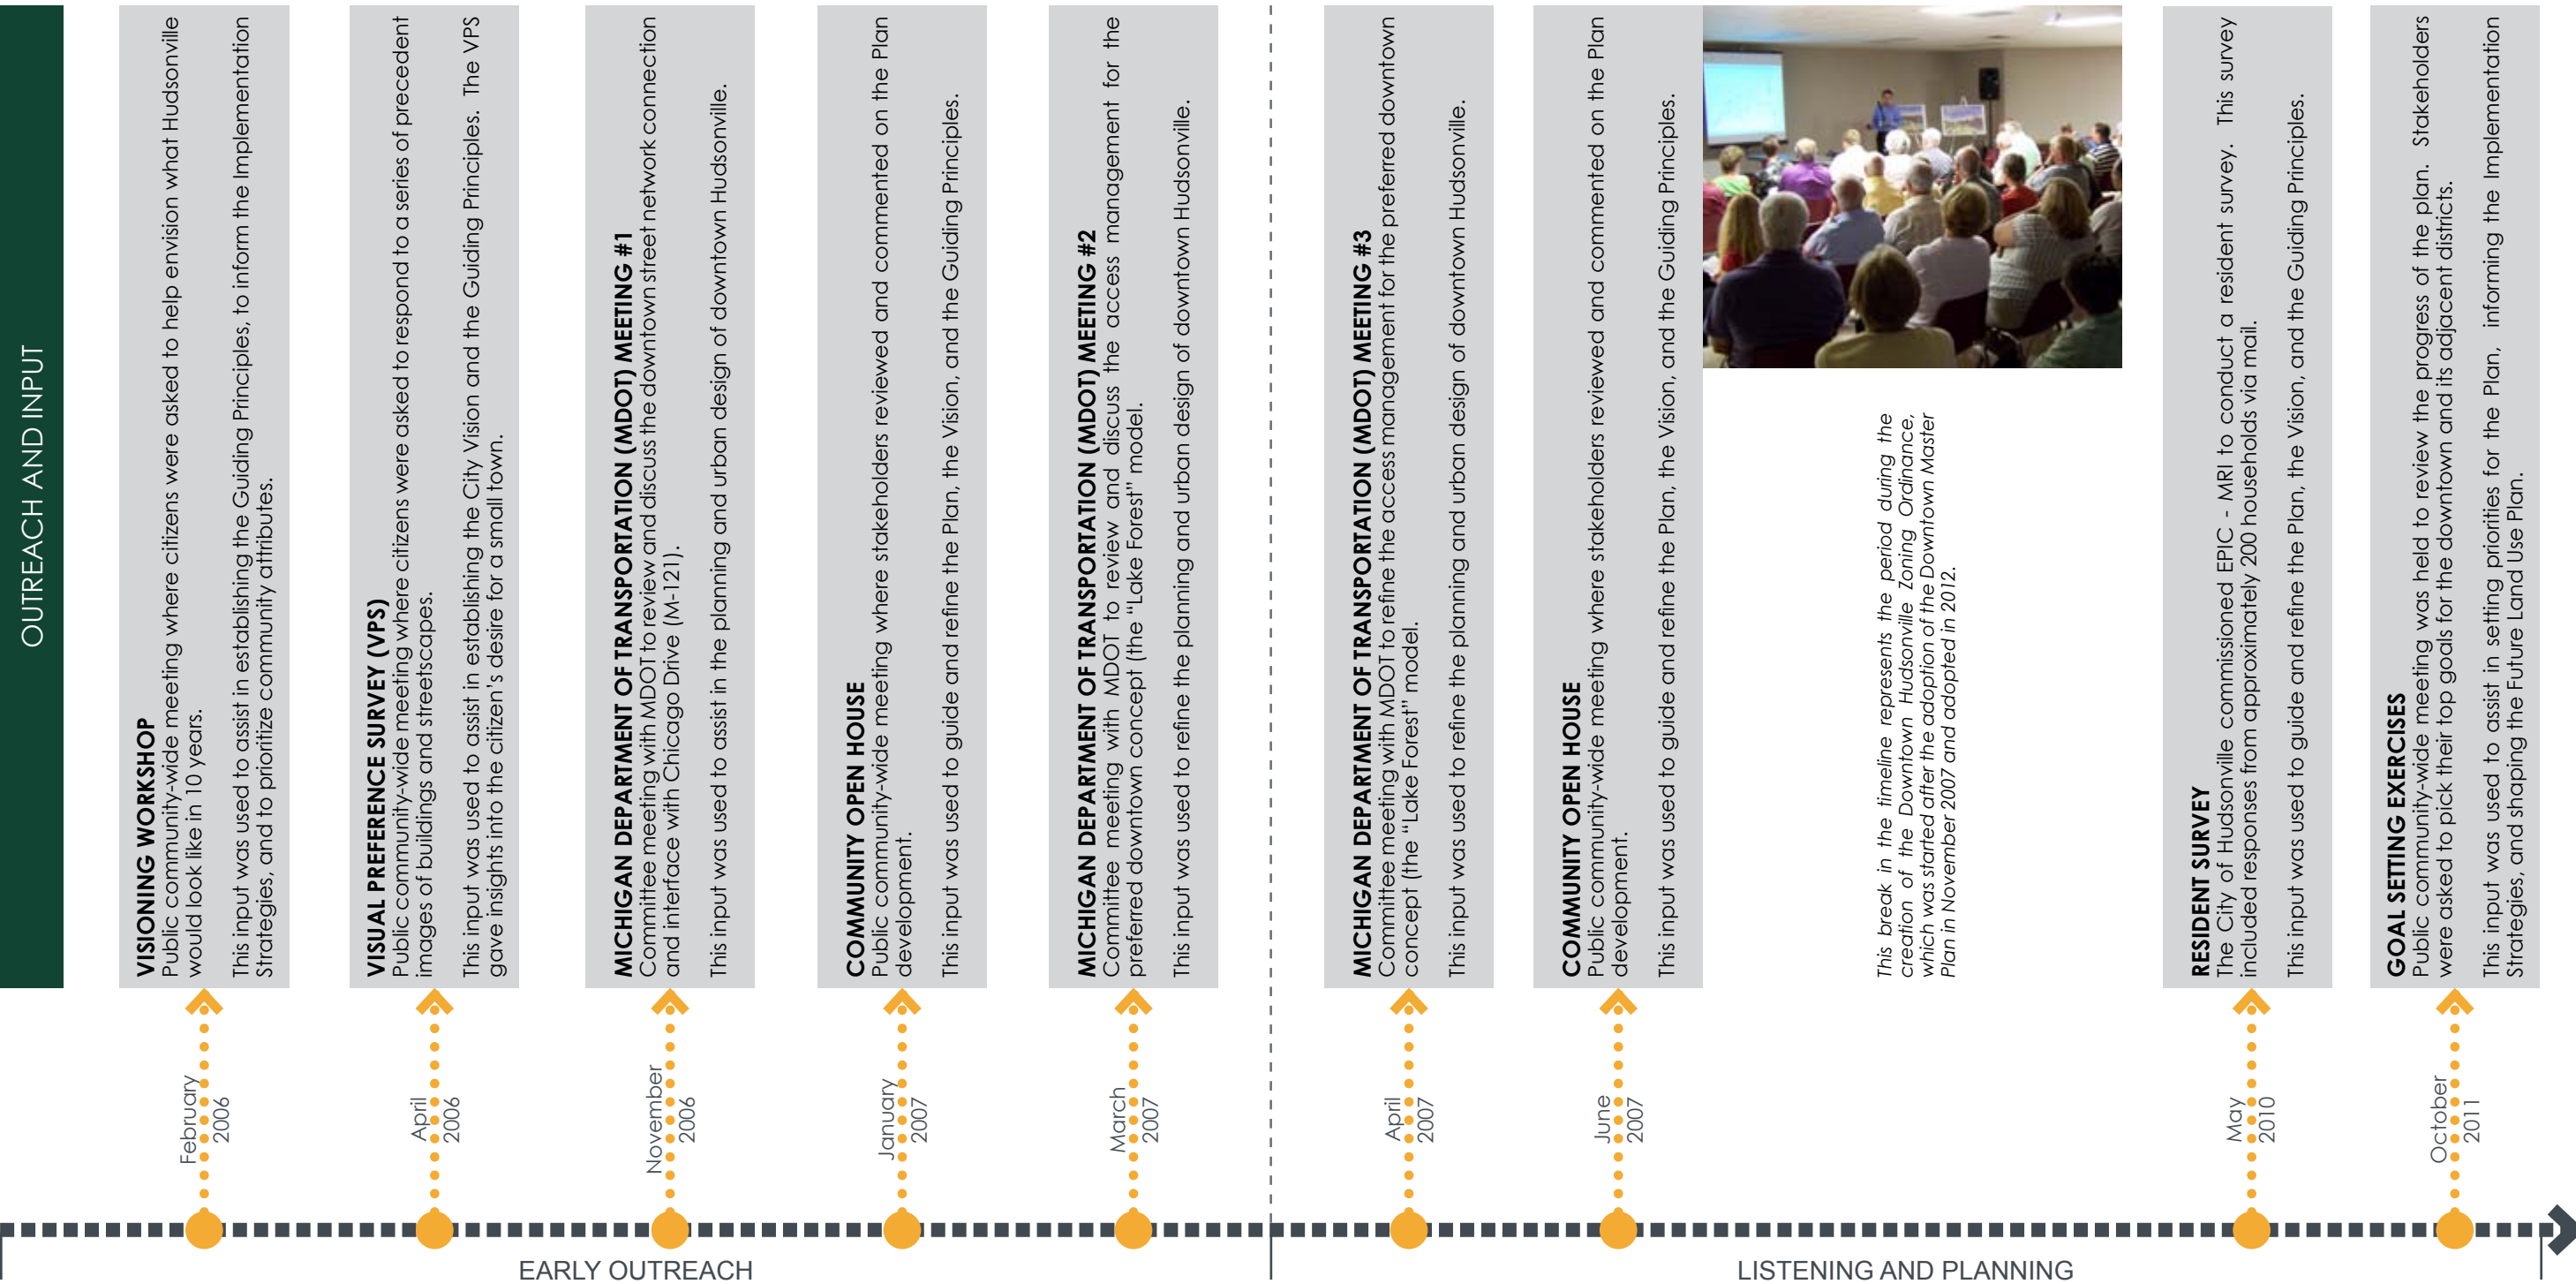 OUTREACH AND INPUT
VISIONING WORKSHOP
Public community-wide meeting where citizens were asked to help envision what Hudsonville
would look like in 10 years.
This input was used to assist in establishing the Guiding Principles, to inform the Implementation
Strategies, and to prioritize community attributes.
February
2006
VISUAL PREFERENCE SURVEY (VPS)
Public community-wide meeting where citizens were asked to respond to a series of precedent
images of buildings and streetscapes.
This input was used to assist in establishing the City Vision and the Guiding Principles. The VPS
gave insights into the citizen's desire for a small town.
April
2006
MICHIGAN DEPARTMENT OF TRANSPORTATION (MDOT) MEETING #1
Committee meeting with MDOT to review and discuss the downtown street network connection
and interface with Chicago Drive (M-121).
This input was used to assist in the planning and urban design of downtown Hudsonville.
November
2006
COMMUNITY OPEN HOUSE
Public community-wide meeting where stakeholders reviewed and commented on the Plan
development.
This input was used to guide and refine the Plan, the Vision, and the Guiding Principles.
January
2007
MICHIGAN DEPARTMENT OF TRANSPORTATION (MDOT) MEETING #2
Committee meeting with MDOT to review and discuss the access management for the
preferred downtown concept (the “Lake Forest” model.
This input was used to refine the planning and urban design of downtown Hudsonville.
March
2007
MICHIGAN DEPARTMENT OF TRANSPORTATION (MDOT) MEETING #3
Committee meeting with MDOT to refine the access management for the preferred downtown
concept (the “Lake Forest” model.
This input was used to refine the planning and urban design of downtown Hudsonville.
April
2007
COMMUNITY OPEN HOUSE
Public community-wide meeting where stakeholders reviewed and commented on the Plan
development.
This input was used to guide and refine the Plan, the Vision, and the Guiding Principles.
June
2007
This break in the timeline represents the period during the
creation of the Downtown Hudsonville Zoning Ordinance,
which was started after the adoption of the Downtown Master
Plan in November 2007 and adopted in 2012.
RESIDENT SURVEY
The City of Hudsonville commissioned EPIC - MRI to conduct a resident survey. This survey
included responses from approximately 200 households via mail.
This input was used to guide and refine the Plan, the Vision, and the Guiding Principles.
May
2010
GOAL SETING EXERCISES
Public community-wide meeting was held to review the progress of the plan. Stakeholders
were asked to pick their top goals for the downtown and its adjacent districts.
This input was used to assist in setting priorities for the Plan, informing the Implementation
Strategies, and shaping the Future Land Use Plan.
October
2011
EARLY OUTREACH
LISTENING AND PLANNING